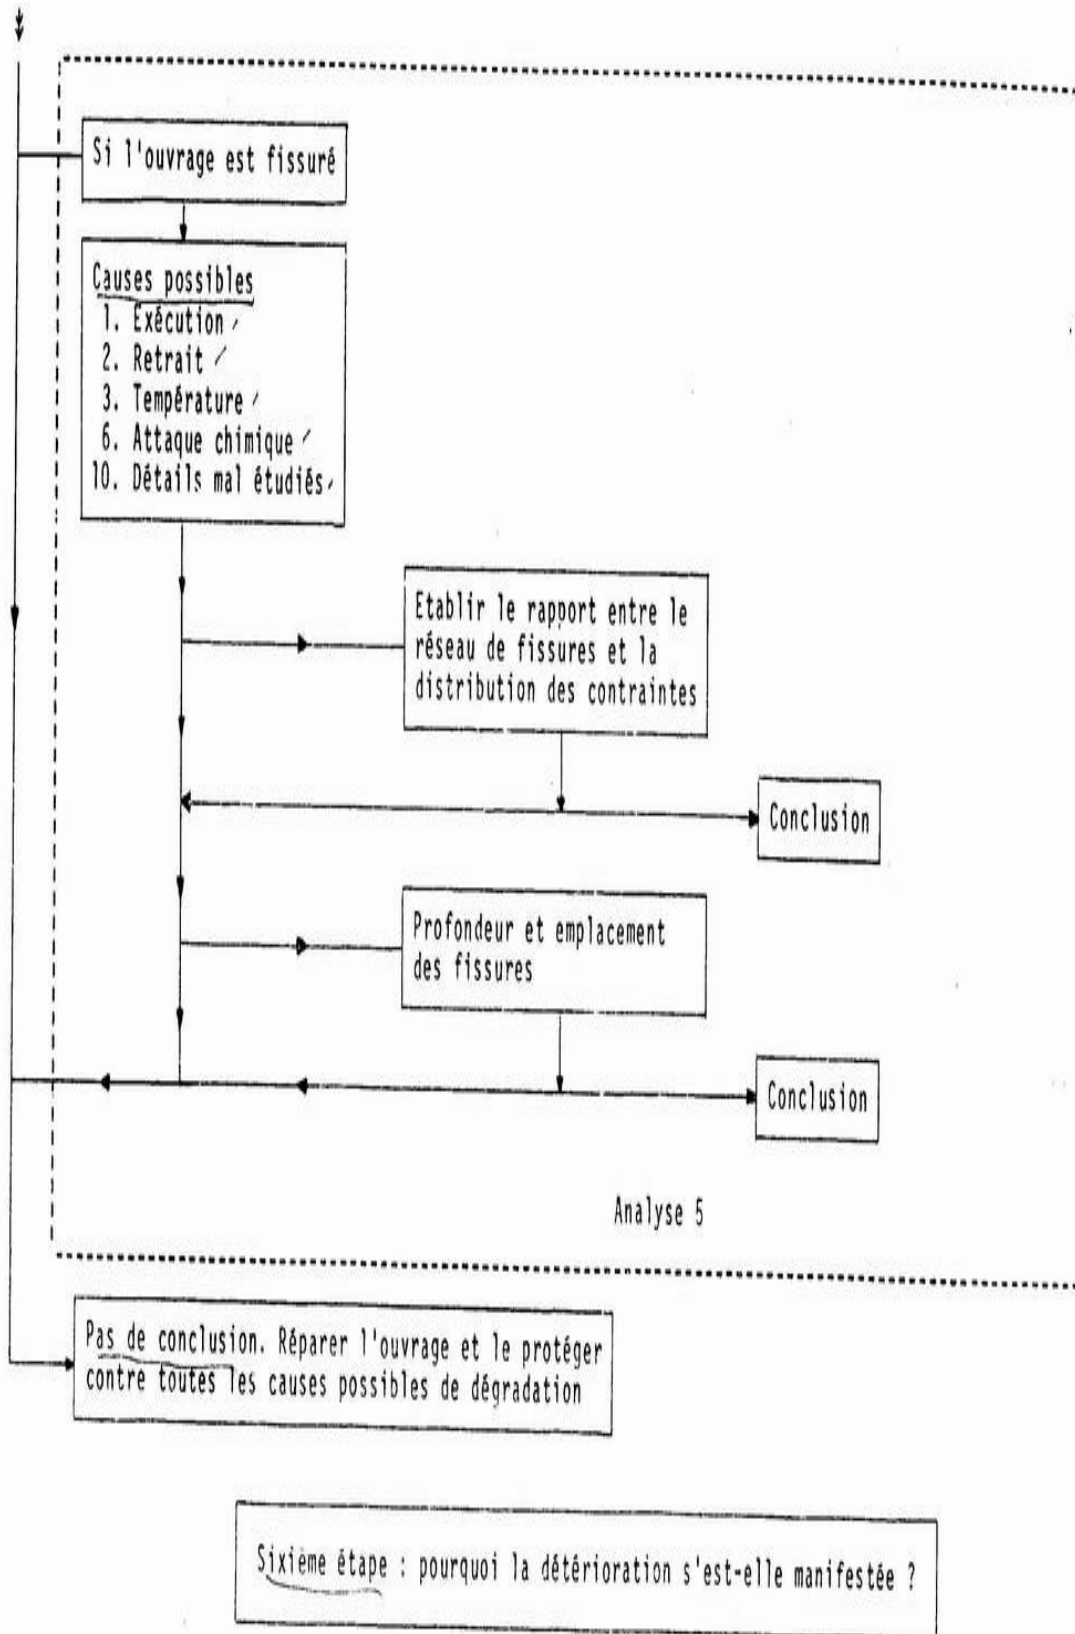 Si l'ouvrage est fissuré
Causes possibles
1. Exécution
2. Retrait
3. Température
6. Attaque chimique
10. Détails mal étudiés
Etablir le rapport entre le
réseau de fissures et la
distribution des contraintes
Conclusion
Profondeur et emplacement
des fissures
Conclusion
Analyse 5
Pas de conclusion. Réparer l'ouvrage et le protéger
contre toutes les causes possibles de dégradation
Sixième étape : pourquoi la détérioration s'est-elle manifestée ?